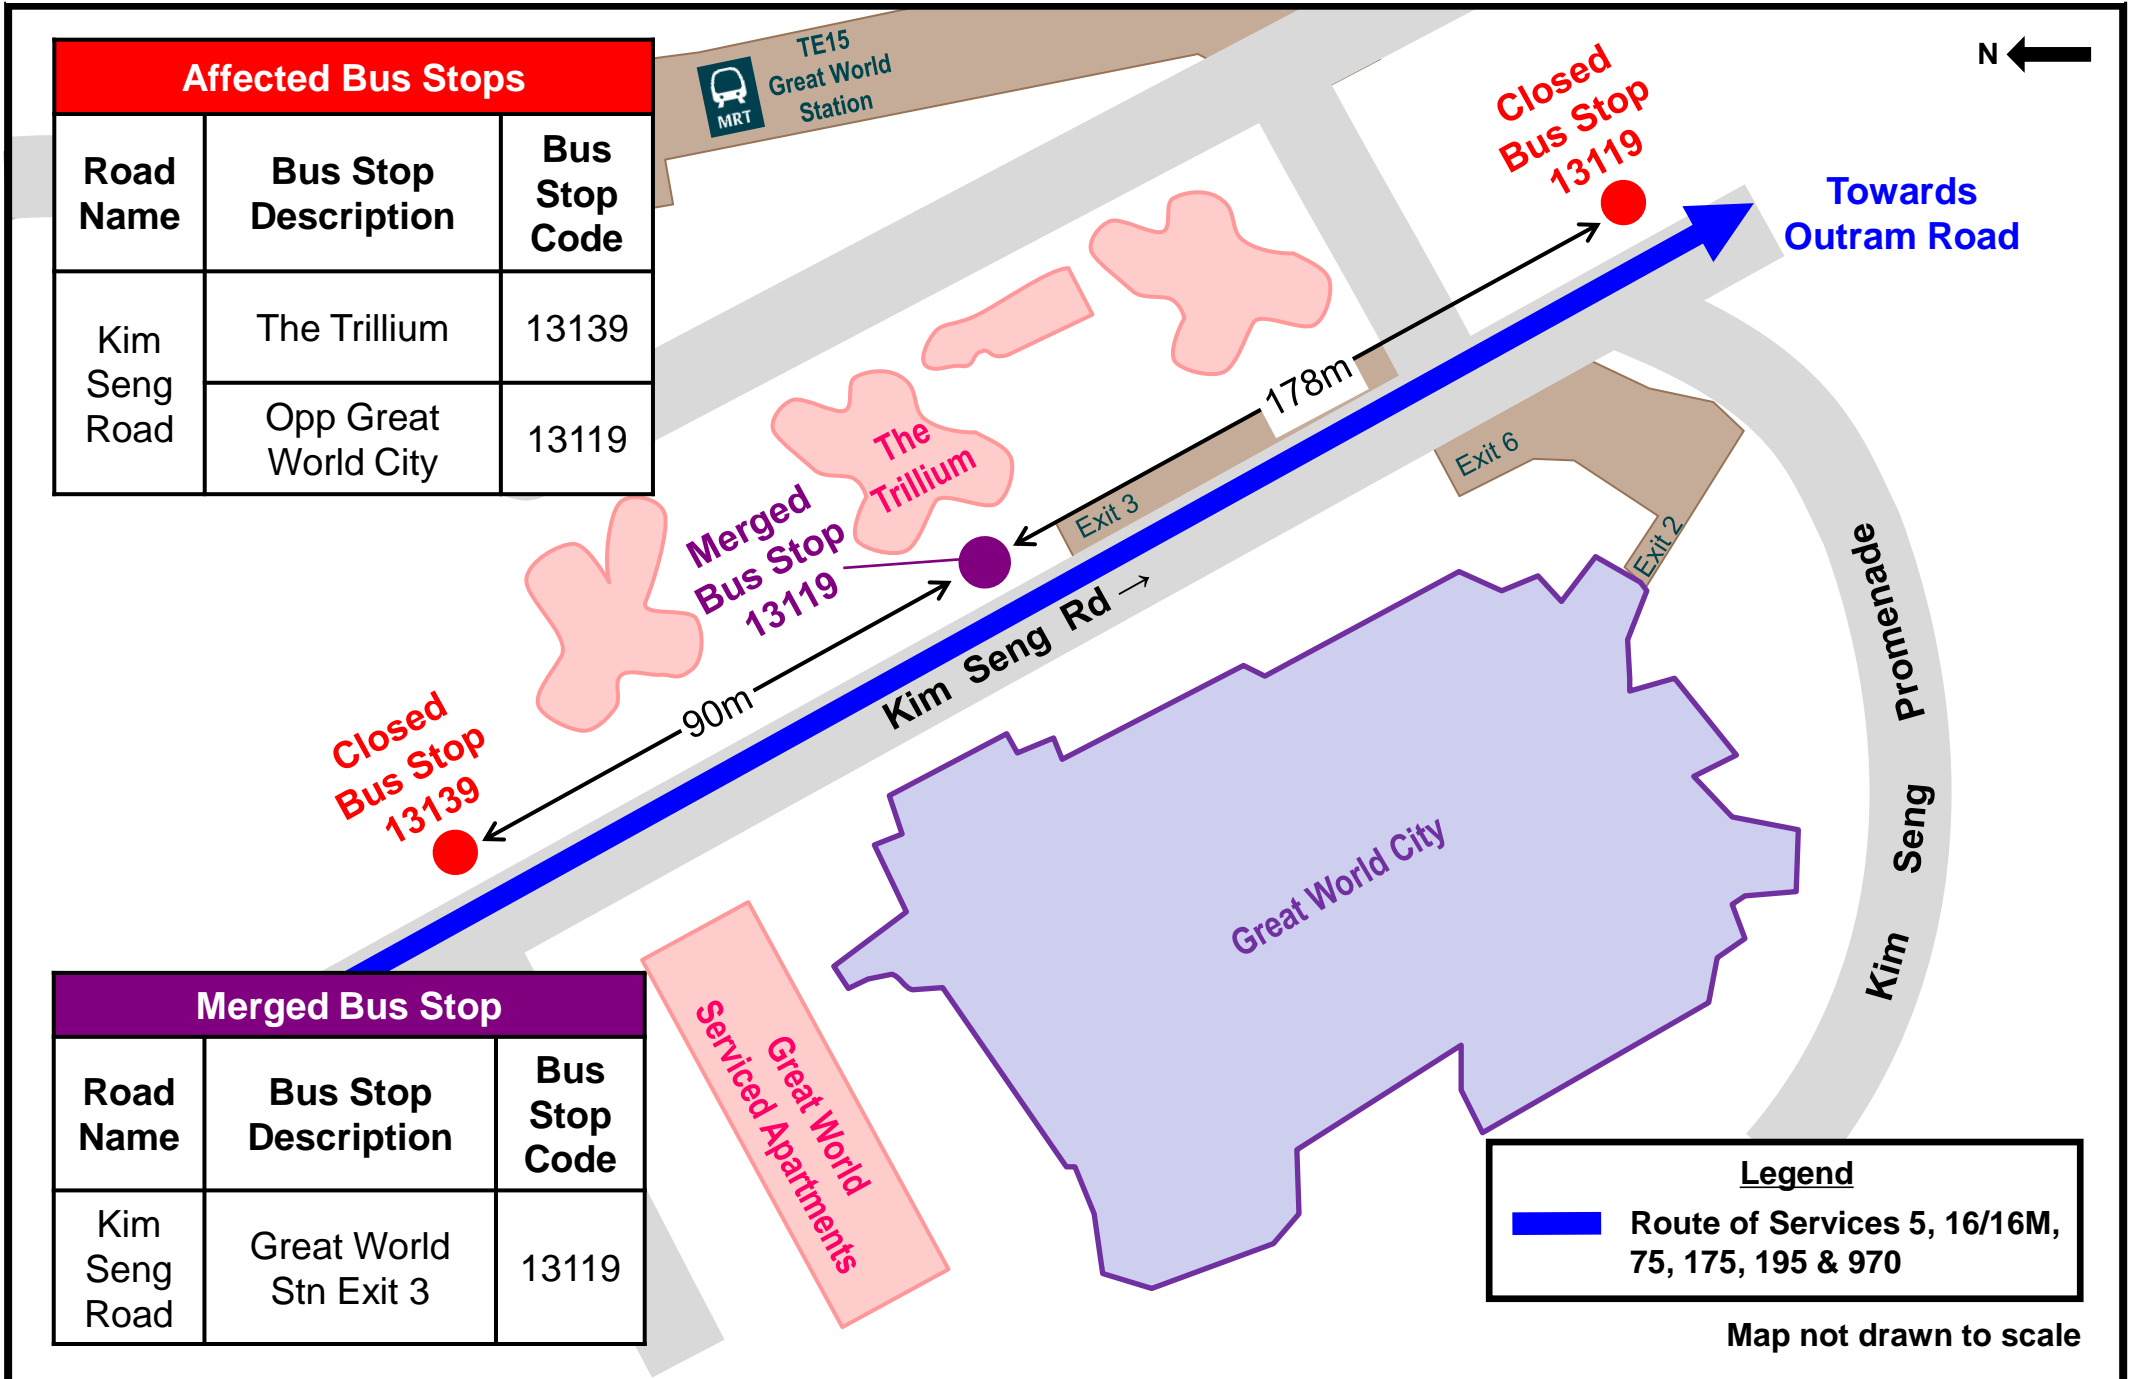 Affected Bus Stops
Road
Name
Bus Stop
Description
Bus
Stop
Code
Kim
Seng
Road
The Trillium
13139
Opp Great
World City
13119
TE15
Great World
Station
MRT
Closed
Bus Stop
13119
N
Towards
Outram Road
178m
The
Trillium
Exit 3
Exit 6
Exit 2
Merged
Bus Stop
13119
Kim Seng Rd →
90m
Closed
Bus Stop
13139
Kim Seng Promenade
Great World City
Great World
Serviced Apartments
Merged Bus Stop
Road
Name
Bus Stop
Description
Bus
Stop
Code
Kim
Seng
Road
Great World
Stn Exit 3
13119
Legend
Route of Services 5, 16/16M,
75, 175, 195 & 970
Map not drawn to scale